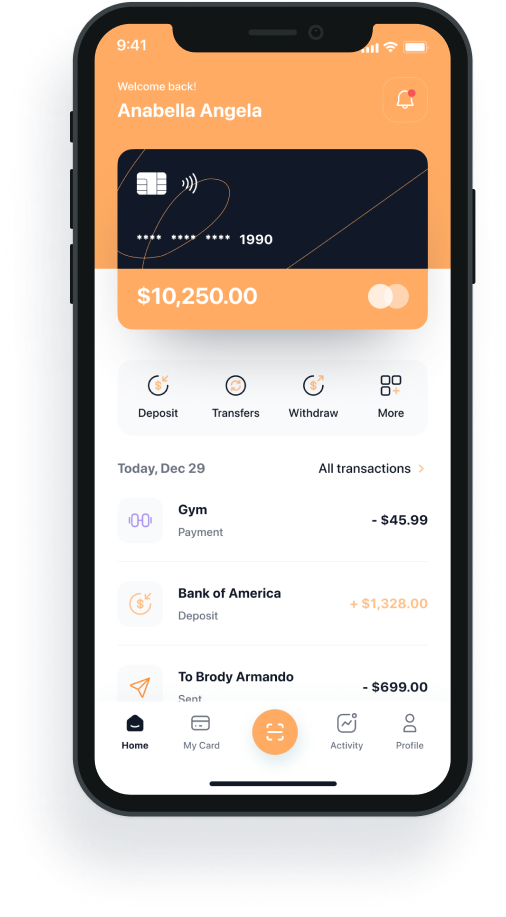 9:41
Welcome back!
Anabella Angela
**** **** **** 1990
$10,250.00
Deposit Transfers Withdraw More
Today, Dec 29 All transactions >
Gym
- $45.99
Payment
Bank of America
+ $1,328.00
Deposit
To Brody Armando
- $699.00
Sent
Home My Card Activity Profile